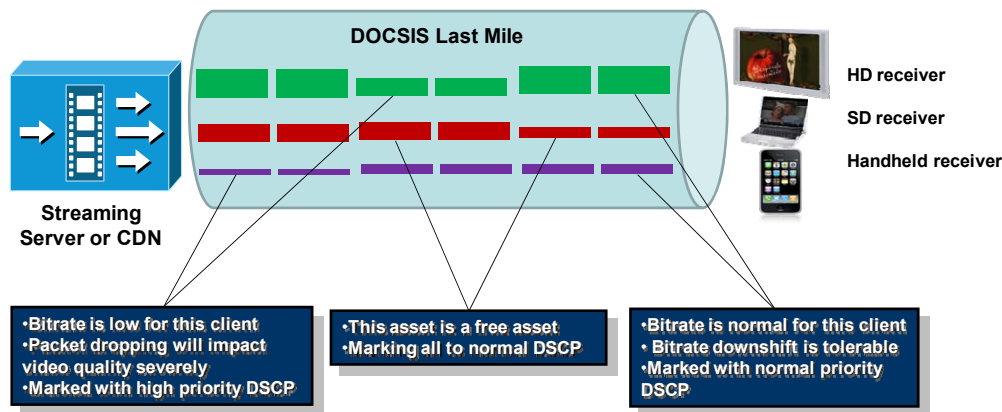 DOCSIS Last Mile
HD receiver
SD receiver
Handheld receiver
Streaming
Server or CDN
•Bitrate is low for this client
•Packet dropping will impact
video quality severely
•Marked with high priority DSCP
•This asset is a free asset
•Marking all to normal DSCP
•Bitrate is normal for this client
• Bitrate downshift is tolerable
•Marked with normal priority
DSCP